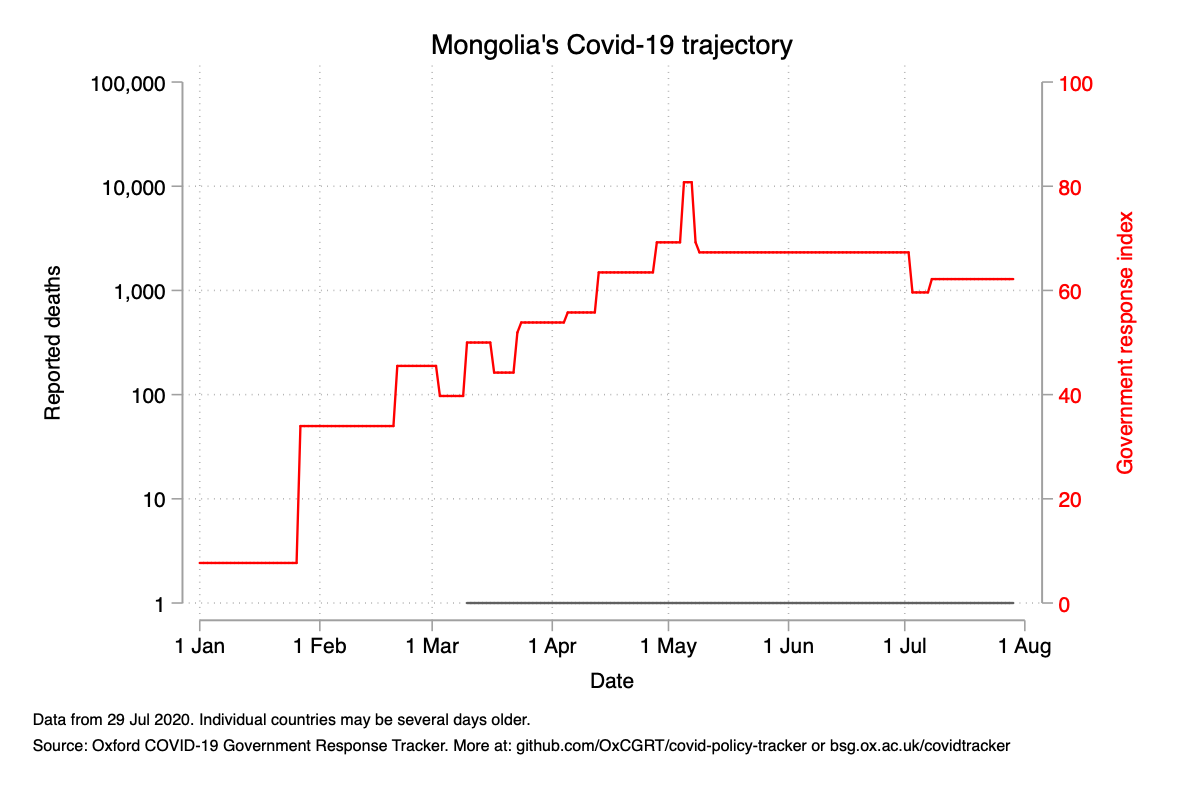 Mongolia's Covid-19 trajectory
100,000
10,000
1,000
100
10
1
Reported deaths
100
80
60
40
20
0
Government response index
1 Jan 1 Feb 1 Mar 1 Apr 1 May 1 Jun 1 Jul 1 Aug
Date
Data from 29 Jul 2020. Individual countries may be several days older.
Source: Oxford COVID-19 Government Response Tracker. More at: github.com/OxCGRT/covid-policy-tracker or bsg.ox.ac.uk/covidtracker